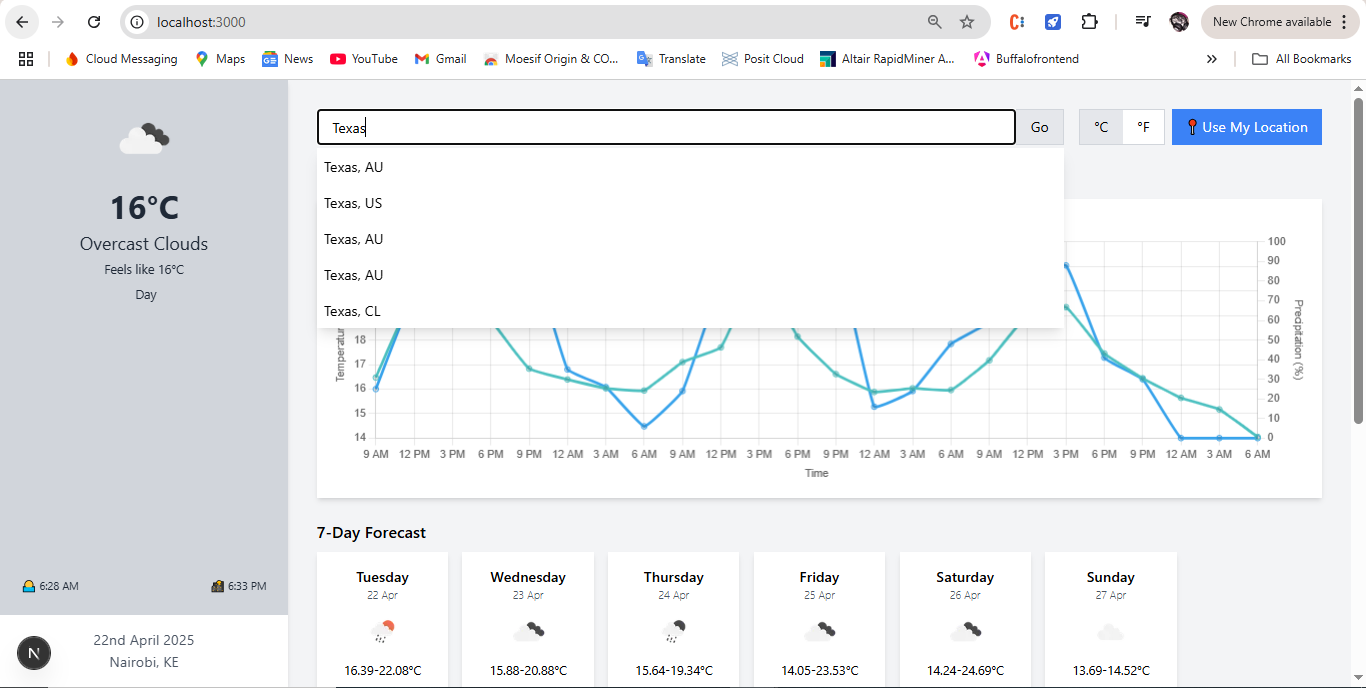 localhost:3000
New Chrome available
Cloud Messaging
Maps
News
YouTube
Gmail
Moesif Origin & CO...
Translate
Posit Cloud
Altair RapidMiner A...
Buffalofrontend
All Bookmarks
16°C
Overcast Clouds
Feels like 16°C
Day
6:28 AM
6:33 PM
N
22nd April 2025
Nairobi, KE
Texas
Go
°C
°F
Use My Location
Texas, AU
Texas, US
Texas, AU
Texas, AU
Texas, CL
18
17
16
15
14
100
90
80
70
60
50
40
30
20
10
0
Precipitation (%)
9 AM 12 PM 3 PM 6 PM 9 PM 12 AM 3 AM 6 AM 9 AM 12 PM 3 PM 6 PM 9 PM 12 AM 3 AM 6 AM 9 AM 12 PM 3 PM 6 PM 9 PM 12 AM 3 AM 6 AM
Time
7-Day Forecast
Tuesday
22 Apr
16.39-22.08°C
Wednesday
23 Apr
15.88-20.88°C
Thursday
24 Apr
15.64-19.34°C
Friday
25 Apr
14.05-23.53°C
Saturday
26 Apr
14.24-24.69°C
Sunday
27 Apr
13.69-14.52°C